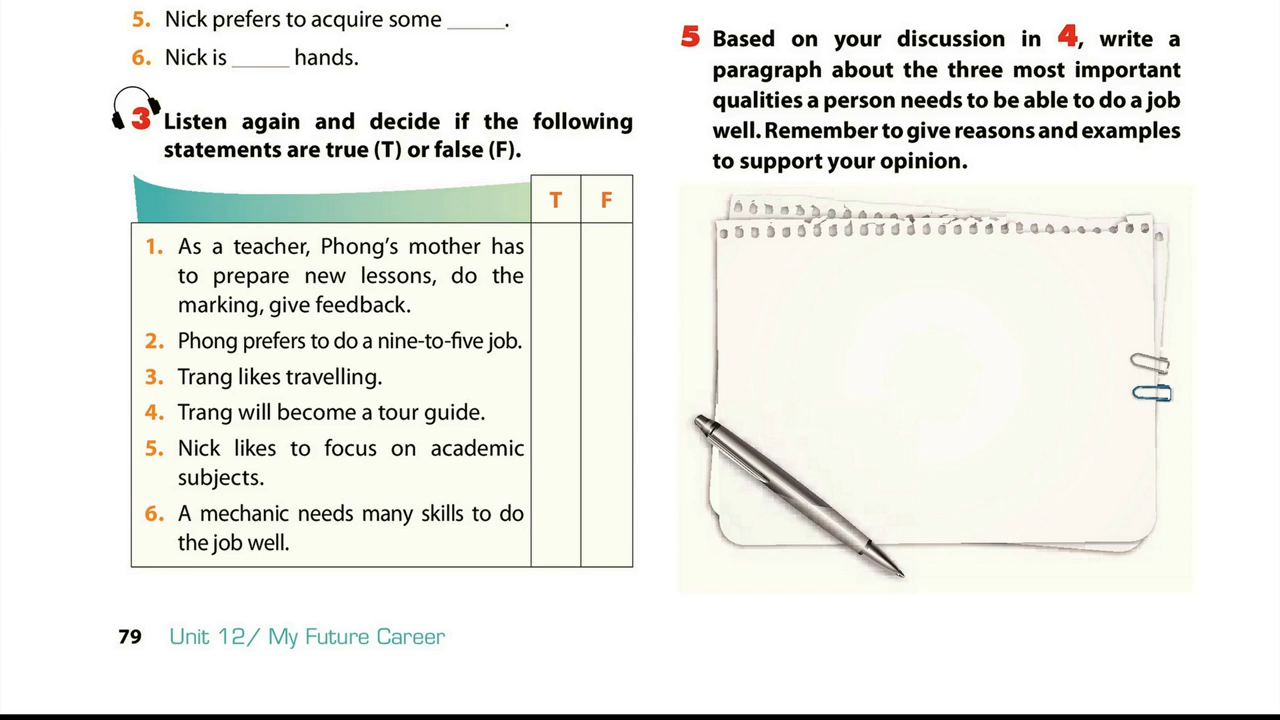 5. Nick prefers to acquire some _____.
6. Nick is _____ hands.
3 Listen again and decide if the following
statements are true (T) or false (F).
T F
1. As a teacher, Phong's mother has
to prepare new lessons, do the
marking, give feedback.
2. Phong prefers to do a nine-to-five job.
3. Trang likes travelling.
4. Trang will become a tour guide.
5. Nick likes to focus on academic
subjects.
6. A mechanic needs many skills to do
the job well.
79 Unit 12/ My Future Career
5 Based on your discussion in 4, write a
paragraph about the three most important
qualities a person needs to be able to do a job
well. Remember to give reasons and examples
to support your opinion.